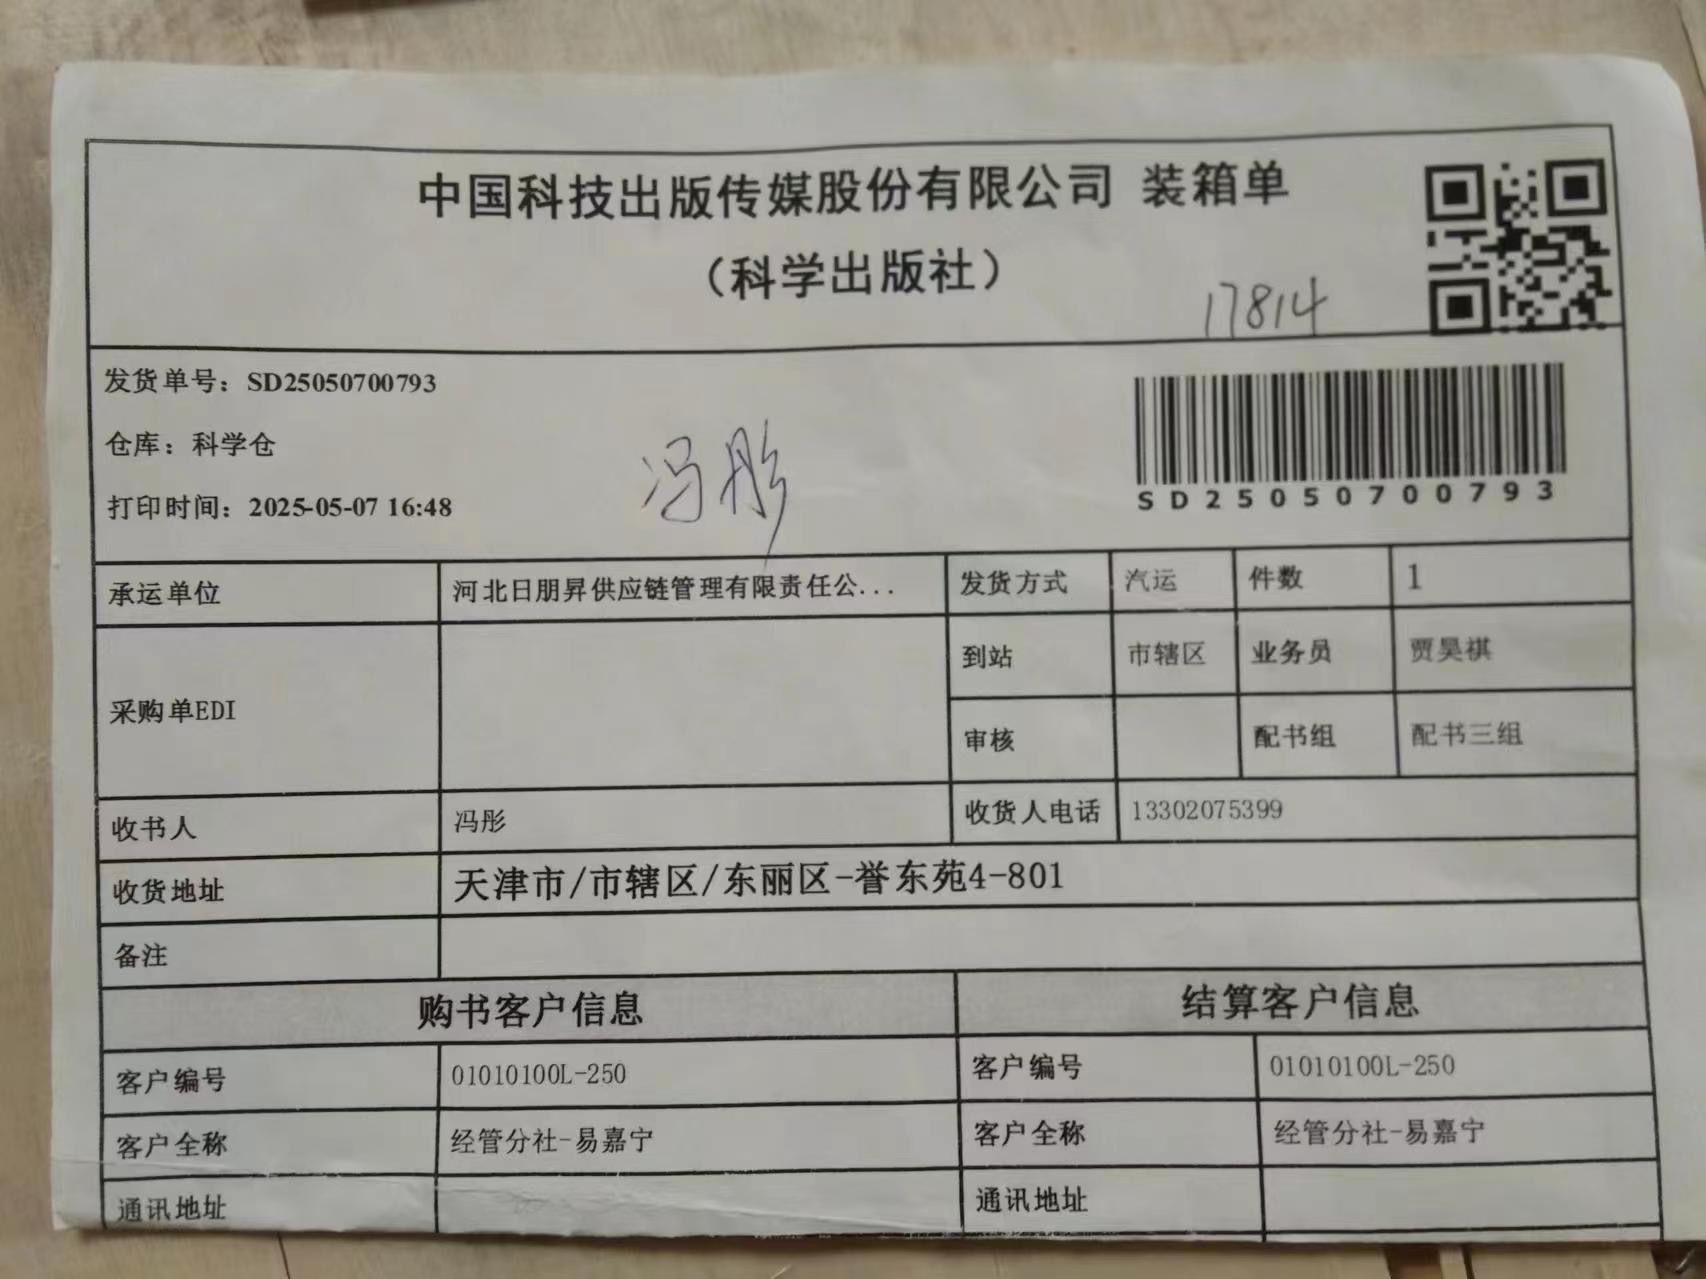 中国科技出版传媒股份有限公司 装箱单
（科学出版社）
17814
发货单号：SD25050700793
仓库：科学仓
打印时间：2025-05-07 16:48
冯彤
SD25050700793
承运单位 河北日朋昇供应链管理有限责任公... 发货方式 汽运 件数 1
采购单EDI 到站 市辖区 业务员 贾昊祺
审核 配书组 配书三组
收书人 冯彤 收货人电话 13302075399
收货地址 天津市/市辖区/东丽区-誉东苑4-801
备注
购书客户信息 结算客户信息
客户编号 01010100L-250 客户编号 01010100L-250
客户全称 经管分社-易嘉宁 客户全称 经管分社-易嘉宁
通讯地址 通讯地址